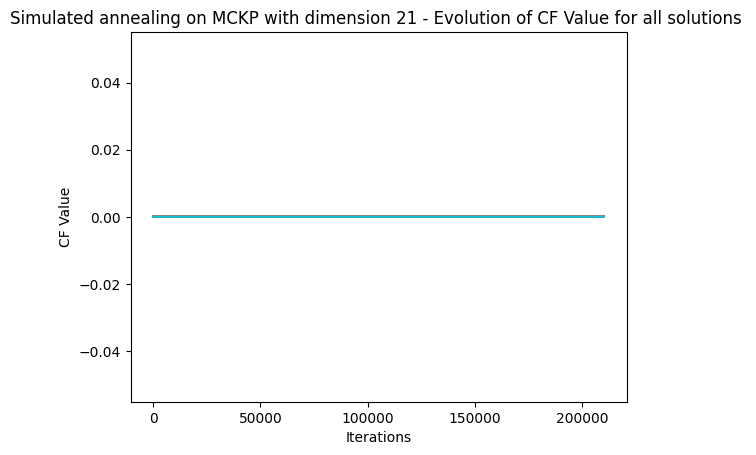 Simulated annealing on MCKP with dimension 21 - Evolution of CF Value for all solutions
0.04
0.02
0.00
−0.02
−0.04
CF Value
0 50000 100000 150000 200000
Iterations